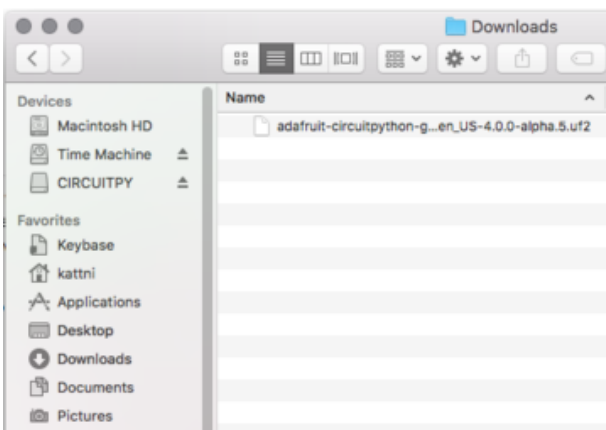 Downloads
Devices
Macintosh HD
Time Machine
CIRCUITPY
Favorites
Keybase
kattni
Applications
Desktop
Downloads
Documents
Pictures
Name
adafruit-circuitpython-g...en_US-4.0.0-alpha.5.uf2